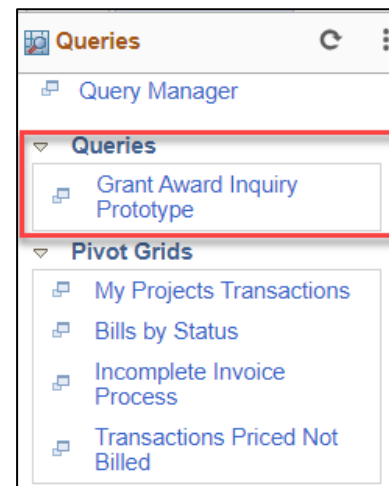 Queries
Query Manager
Queries
Grant Award Inquiry
Prototype
Pivot Grids
My Projects Transactions
Bills by Status
Incomplete Invoice
Process
Transactions Priced Not
Billed